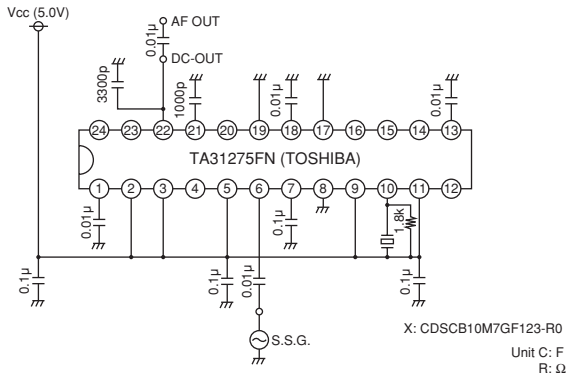 Vcc (5.0V)
AF OUT
0.01μ
DC-OUT
3300p
1000p
0.01μ
0.01μ
24 23 22 21 20 19 18 17 16 15 14 13
TA31275FN (TOSHIBA)
1 2 3 4 5 6 7 8 9 10 11 12
0.01μ
0.1μ
1.8k
0.1μ
0.1μ
0.01μ
0.1μ
S.S.G.
X: CDSCB10M7GF123-R0
Unit C: F
R: Ω